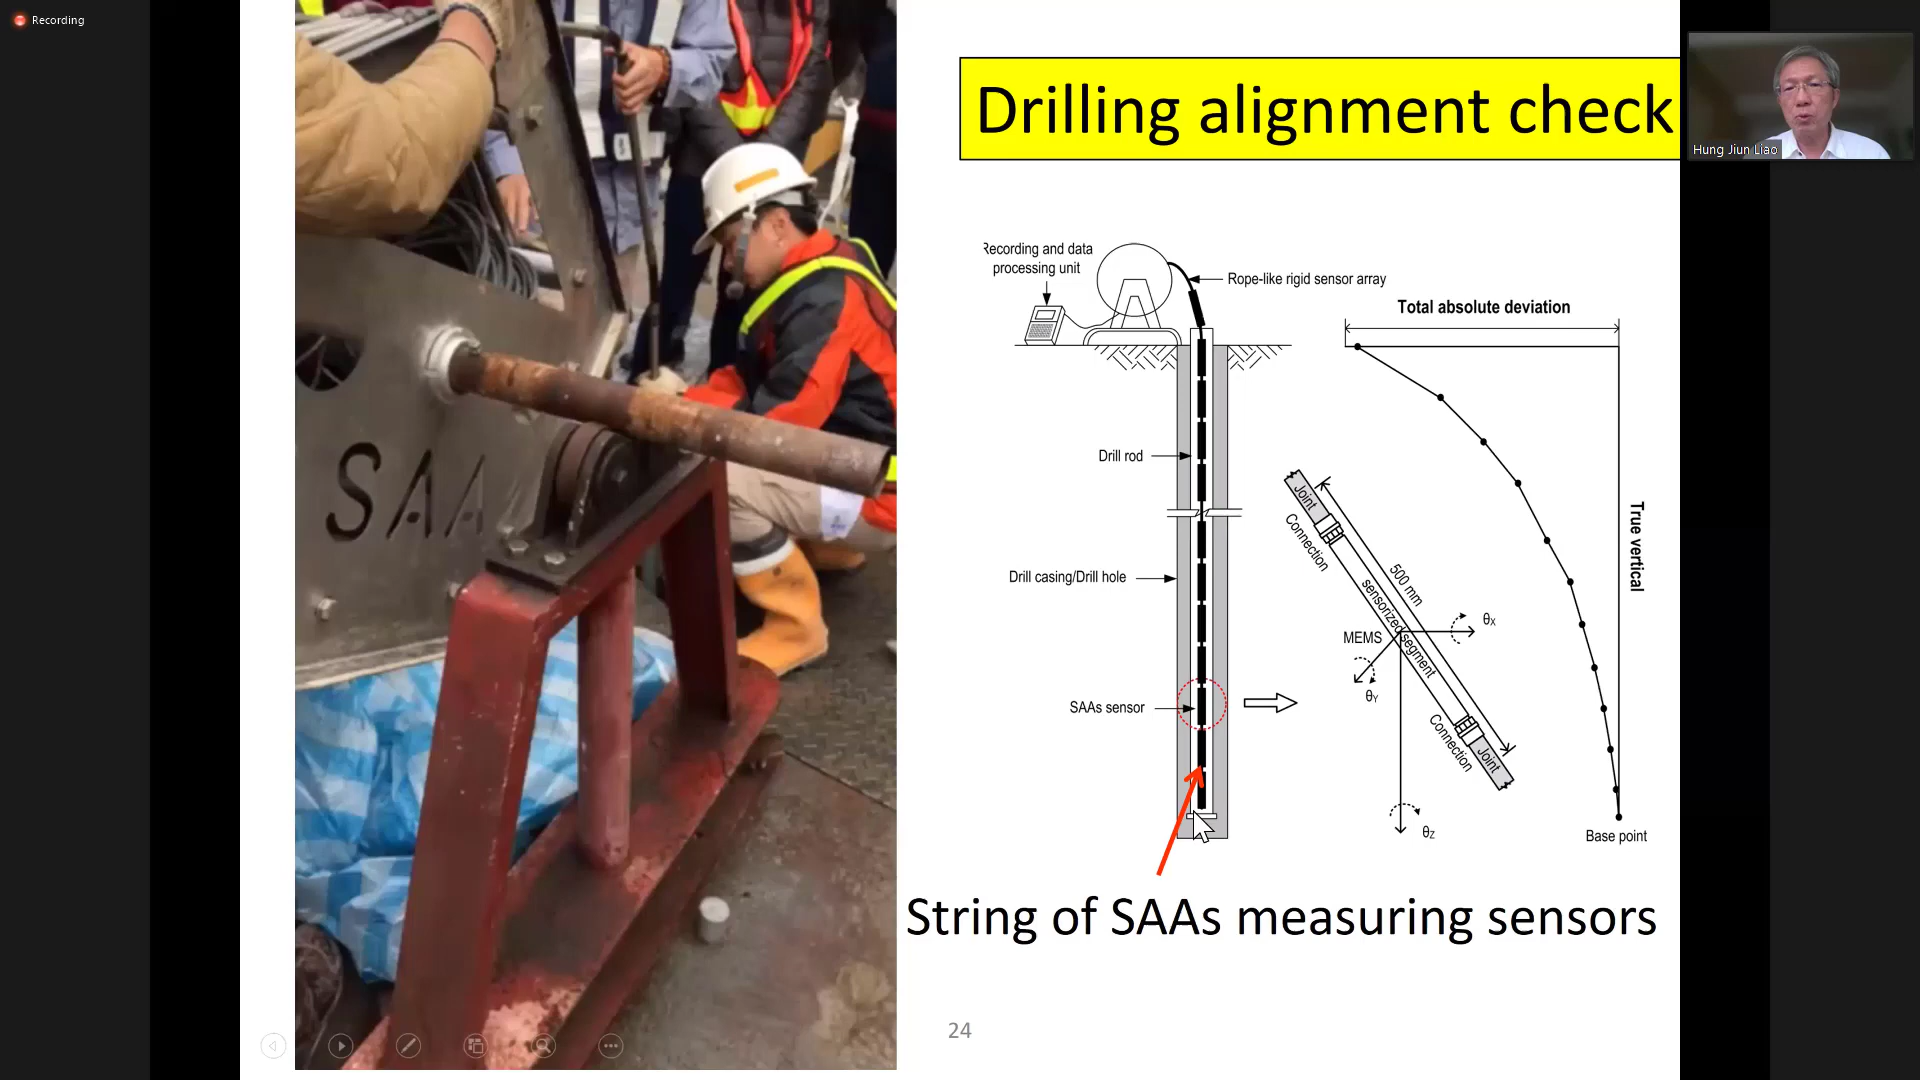 Recording
Drilling alignment check
Hung Jiun Liao
Recording and data
processing unit
Rope-like rigid sensor array
Total absolute deviation
Drill rod
Drill casing/Drill hole
SAAs sensor
Joint
Connection
500 mm
sensorized segment
MEMS
θX
θY
θZ
Connection
Joint
True vertical
Base point
SAA
String of SAAs measuring sensors
24